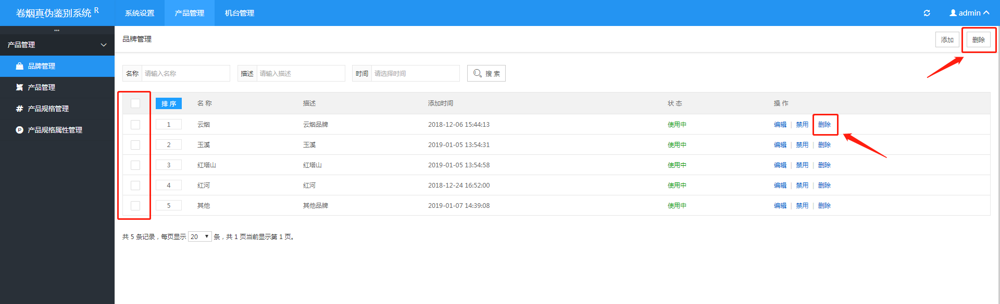 卷烟真伪鉴别系统 R 系统设置 产品管理 机台管理 admin
产品管理
品牌管理
产品管理
产品规格管理
产品规格属性管理
品牌管理 添加 删除
名称 请输入名称 描述 请输入描述 时间 请选择时间 搜 索
排 序 名 称 描述 添加时间 状 态 操 作
1 云烟 云烟品牌 2018-12-06 15:44:13 使用中 编辑 | 禁用 | 删除
2 玉溪 玉溪 2019-01-05 13:54:31 使用中 编辑 | 禁用 | 删除
3 红塔山 红塔山 2019-01-05 13:54:58 使用中 编辑 | 禁用 | 删除
4 红河 红河 2018-12-24 16:52:00 使用中 编辑 | 禁用 | 删除
5 其他 其他品牌 2019-01-07 14:39:08 使用中 编辑 | 禁用 | 删除
共 5 条记录，每页显示 20 条，共 1 页当前显示第 1 页。